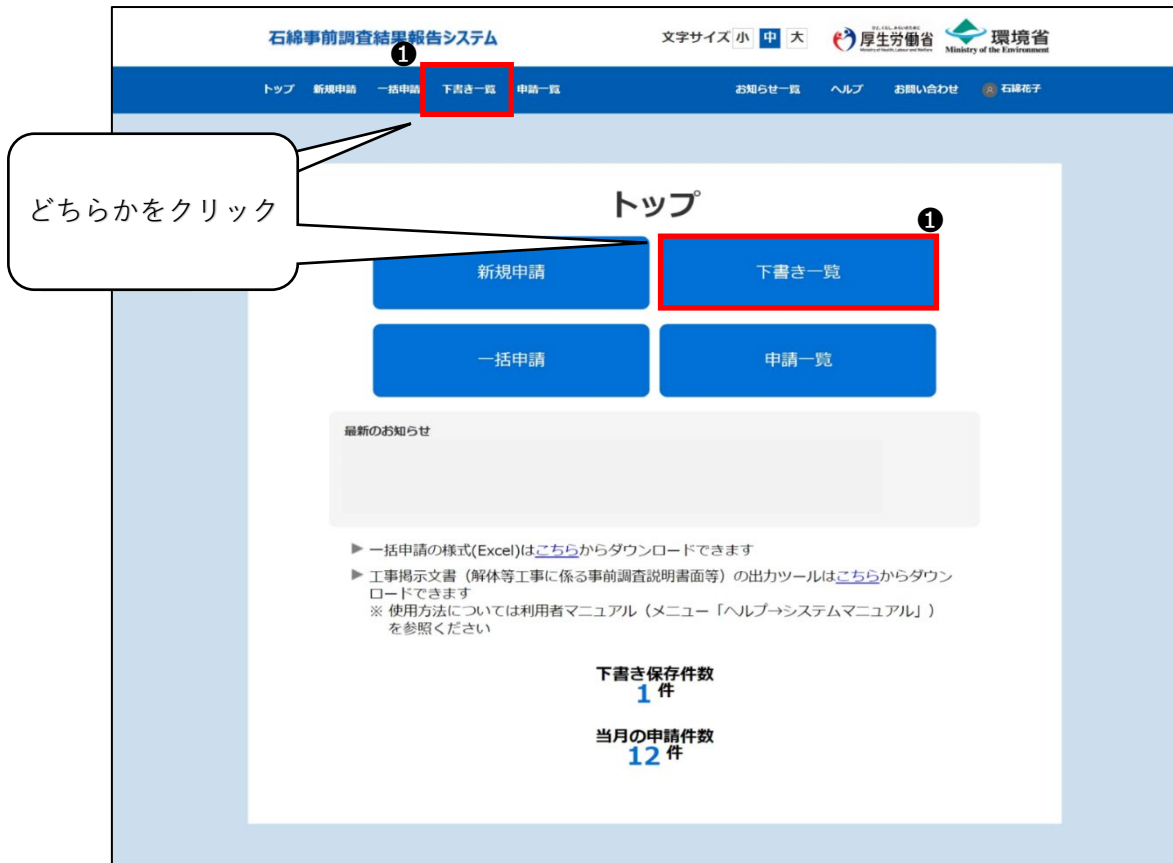 石綿事前調査結果報告システム
文字サイズ 小 中 大
厚生労働省
Ministry of Health, Labour and Welfare
環境省
Ministry of the Environment
❶
トップ 新規申請 一括申請 下書き一覧 申請一覧 お知らせ一覧 ヘルプ お問い合わせ 石綿花子
どちらかをクリック
トップ
❶
新規申請 下書き一覧
一括申請 申請一覧
最新のお知らせ
▶ 一括申請の様式(Excel)はこちらからダウンロードできます
▶ 工事掲示文書（解体等工事に係る事前調査説明書面等）の出力ツールはこちらからダウン
ロードできます
※ 使用方法については利用者マニュアル（メニュー「ヘルプ→システムマニュアル」）
を参照ください
下書き保存件数
1 件
当月の申請件数
12 件